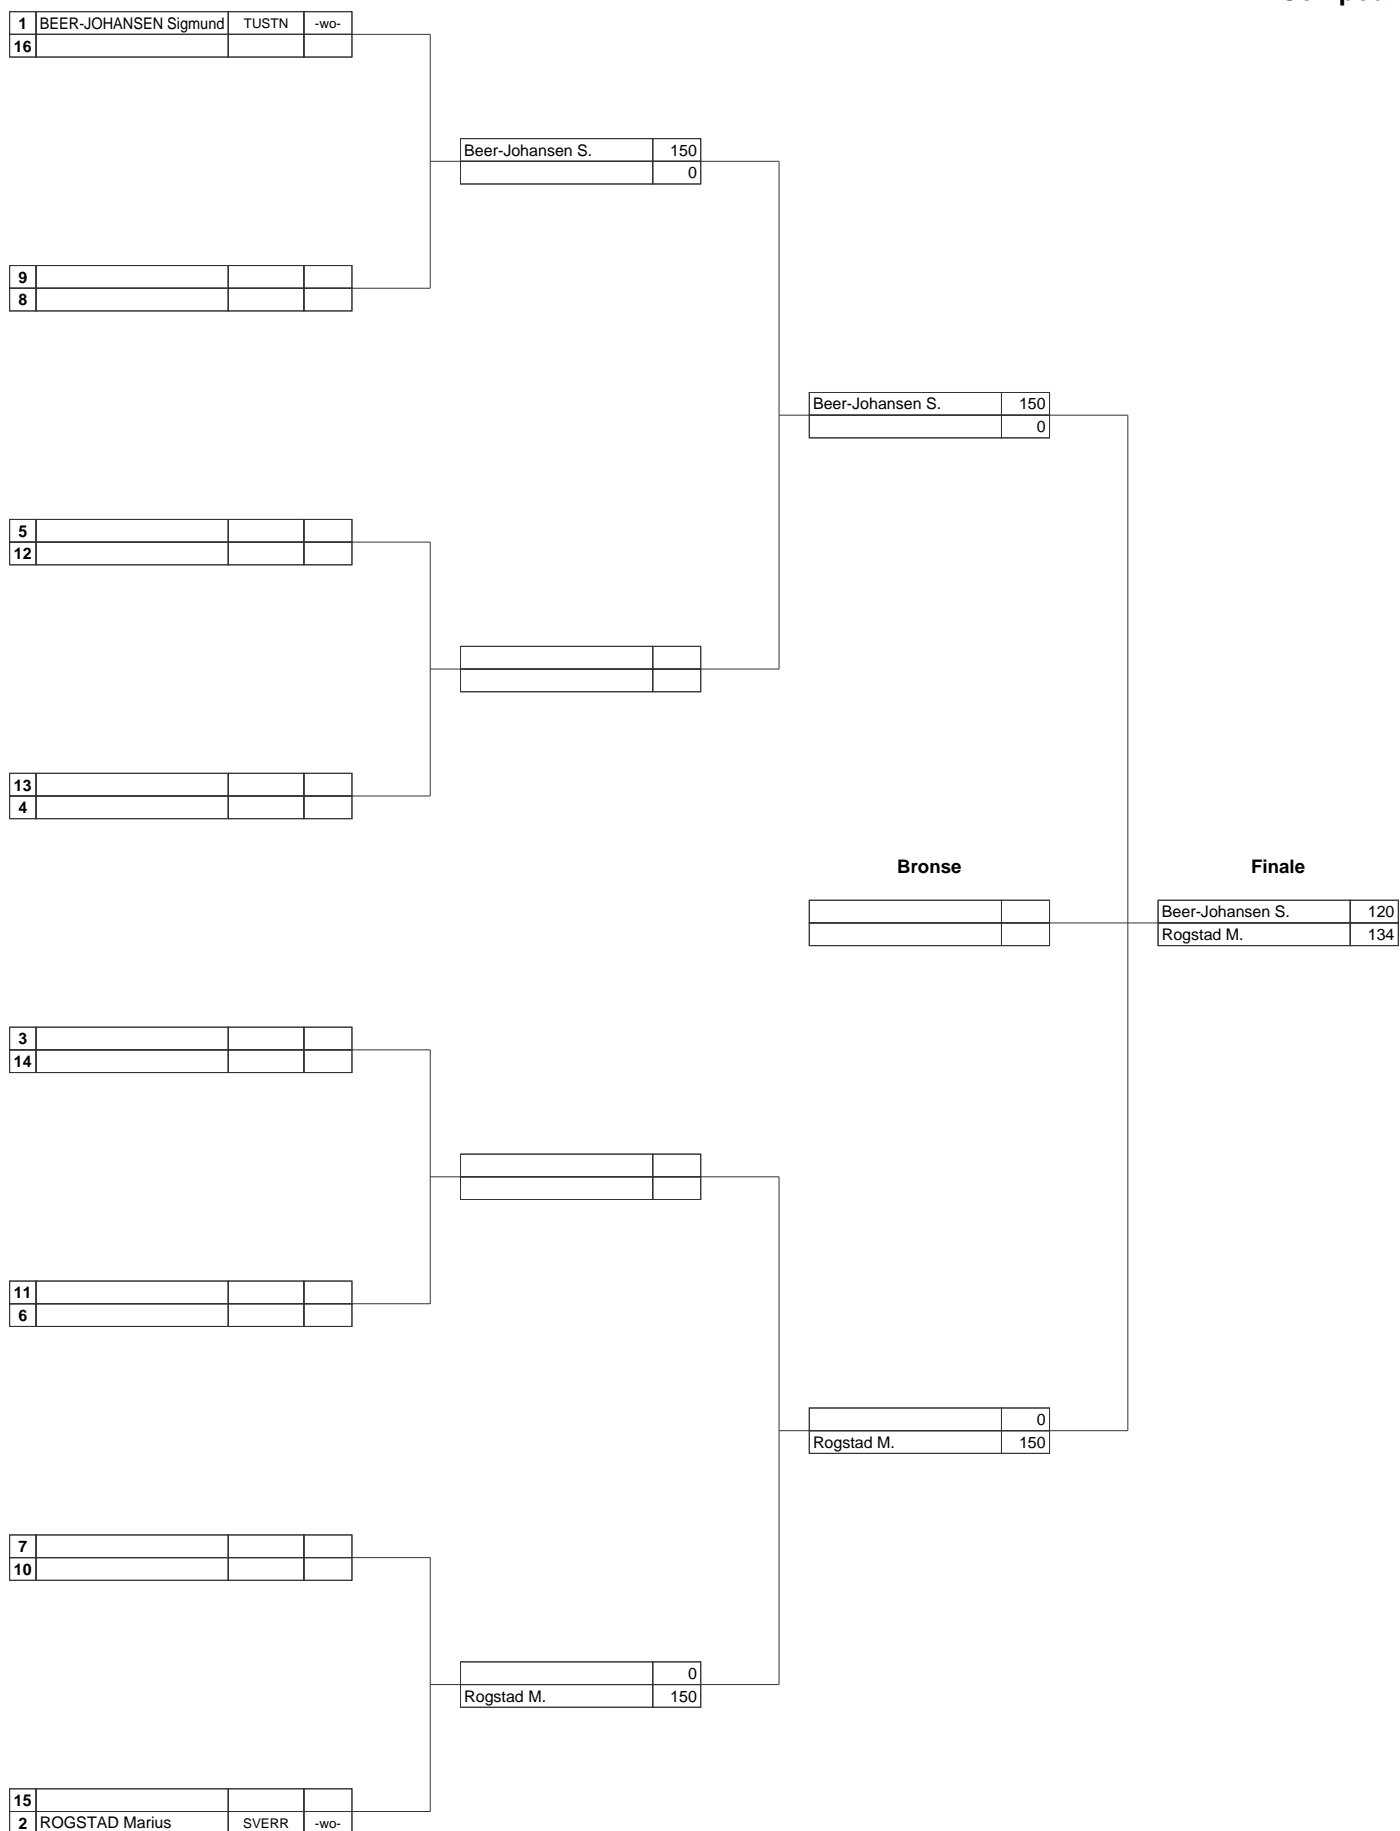 1 BEER-JOHANSEN Sigmund TUSTN -wo-
16
Beer-Johansen S. 150
0
9
8
Beer-Johansen S. 150
0
5
12
13
4
Bronse Finale
Beer-Johansen S. 120
Rogstad M. 134
3
14
11
6
0
Rogstad M. 150
7
10
0
Rogstad M. 150
15
2 ROGSTAD Marius SVERR -wo-